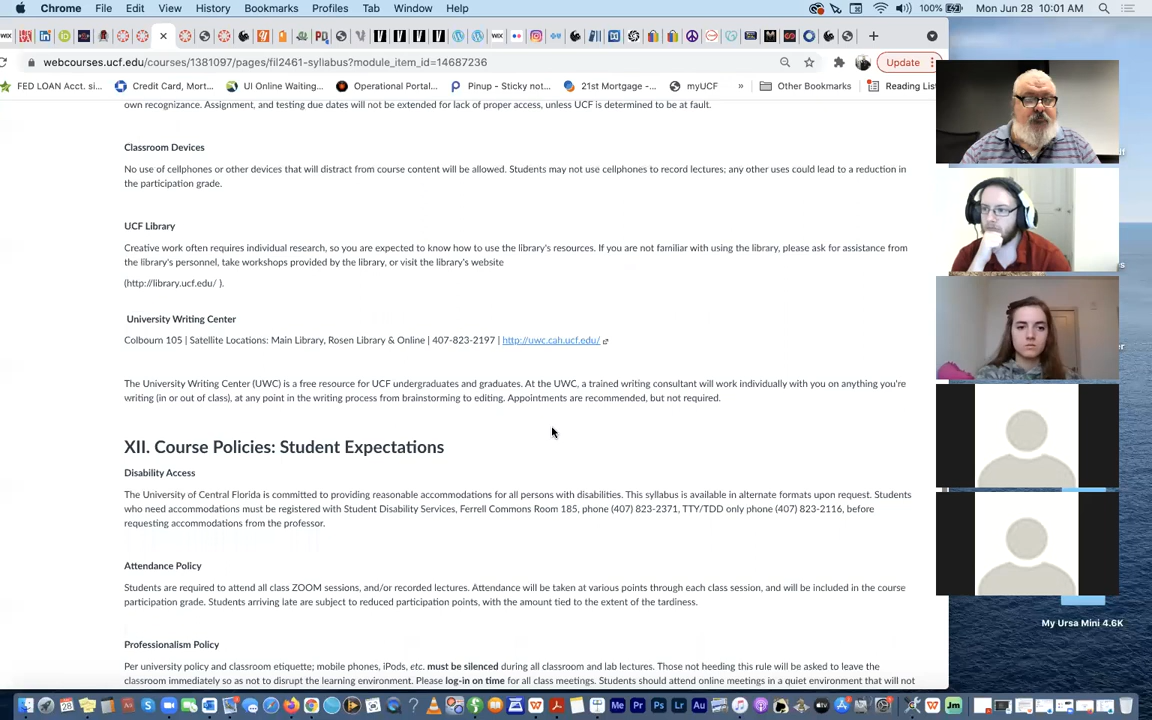 Chrome File Edit View History Bookmarks Profiles Tab Window Help 100% Mon Jun 28 10:01 AM
webcourses.ucf.edu/courses/1381097/pages/fil2461-syllabus?module_item_id=14687236 Update
FED LOAN Acct. si... Credit Card, Mort... UI Online Waiting... Operational Portal... Pinup - Sticky not... 21st Mortgage -... myUCF » Other Bookmarks Reading List
own recognizance. Assignment, and testing due dates will not be extended for lack of proper access, unless UCF is determined to be at fault.
Classroom Devices
No use of cellphones or other devices that will distract from course content will be allowed. Students may not use cellphones to record lectures; any other uses could lead to a reduction in
the participation grade.
UCF Library
Creative work often requires individual research, so you are expected to know how to use the library's resources. If you are not familiar with using the library, please ask for assistance from
the library's personnel, take workshops provided by the library, or visit the library's website
(http://library.ucf.edu/ ).
University Writing Center
Colbourn 105 | Satellite Locations: Main Library, Rosen Library & Online | 407-823-2197 | http://uwc.cah.ucf.edu/
The University Writing Center (UWC) is a free resource for UCF undergraduates and graduates. At the UWC, a trained writing consultant will work individually with you on anything you're
writing (in or out of class), at any point in the writing process from brainstorming to editing. Appointments are recommended, but not required.
XII. Course Policies: Student Expectations
Disability Access
The University of Central Florida is committed to providing reasonable accommodations for all persons with disabilities. This syllabus is available in alternate formats upon request. Students
who need accommodations must be registered with Student Disability Services, Ferrell Commons Room 185, phone (407) 823-2371, TTY/TDD only phone (407) 823-2116, before
requesting accommodations from the professor.
Attendance Policy
Students are required to attend all class ZOOM sessions, and/or recorded lectures. Attendance will be taken at various points through each class session, and will be included in the course
participation grade. Students arriving late are subject to reduced participation points, with the amount tied to the extent of the tardiness.
My Ursa Mini 4.6K
Professionalism Policy
Per university policy and classroom etiquette; mobile phones, iPods, etc. must be silenced during all classroom and lab lectures. Those not heeding this rule will be asked to leave the
classroom immediately so as not to disrupt the learning environment. Please log-in on time for all class meetings. Students should attend online meetings in a quiet environment that will not